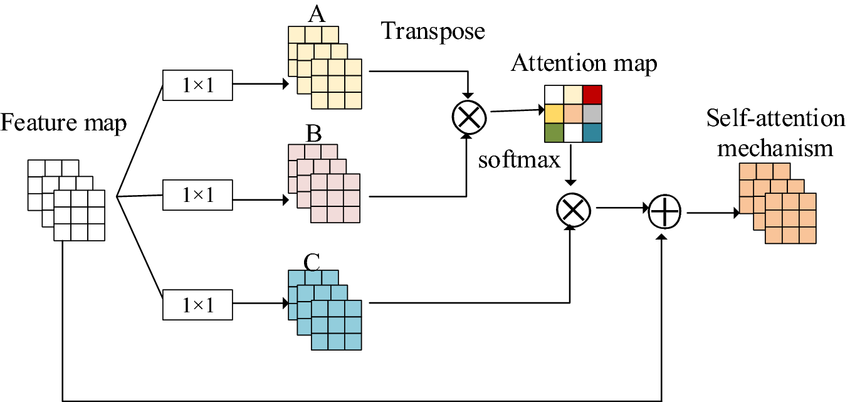 A
Transpose
Attention map
1×1
Feature map
B
Self-attention
mechanism
softmax
1×1
C
1×1